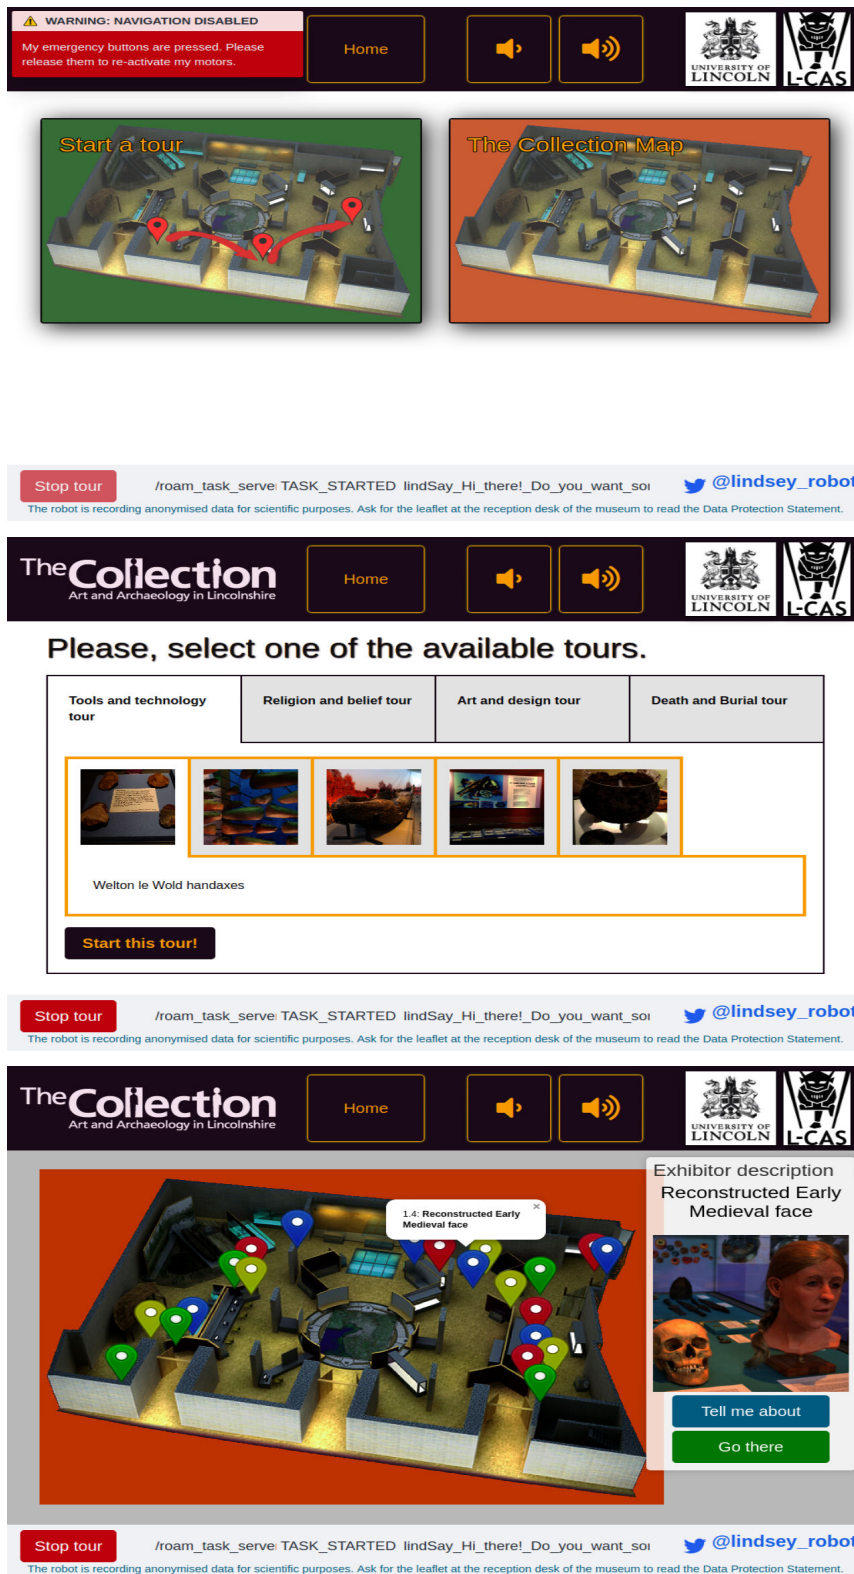 WARNING: NAVIGATION DISABLED
My emergency buttons are pressed. Please
release them to re-activate my motors.
Home
UNIVERSITY OF
LINCOLN
L-CAS
Start a tour
The Collection Map
Stop tour
/roam_task_serve TASK_STARTED lindSay_Hi_there!_Do_you_want_so
@lindsey_robot
The robot is recording anonymised data for scientific purposes. Ask for the leaflet at the reception desk of the museum to read the Data Protection Statement.
The Collection
Art and Archaeology in Lincolnshire
Home
UNIVERSITY OF
LINCOLN
L-CAS
Please, select one of the available tours.
Tools and technology
tour
Religion and belief tour
Art and design tour
Death and Burial tour
Welton le Wold handaxes
Start this tour!
Stop tour
/roam_task_serve TASK_STARTED lindSay_Hi_there!_Do_you_want_so
@lindsey_robot
The robot is recording anonymised data for scientific purposes. Ask for the leaflet at the reception desk of the museum to read the Data Protection Statement.
The Collection
Art and Archaeology in Lincolnshire
Home
UNIVERSITY OF
LINCOLN
L-CAS
1.4: Reconstructed Early
Medieval face
Exhibitor description
Reconstructed Early
Medieval face
Tell me about
Go there
Stop tour
/roam_task_serve TASK_STARTED lindSay_Hi_there!_Do_you_want_so
@lindsey_robot
The robot is recording anonymised data for scientific purposes. Ask for the leaflet at the reception desk of the museum to read the Data Protection Statement.